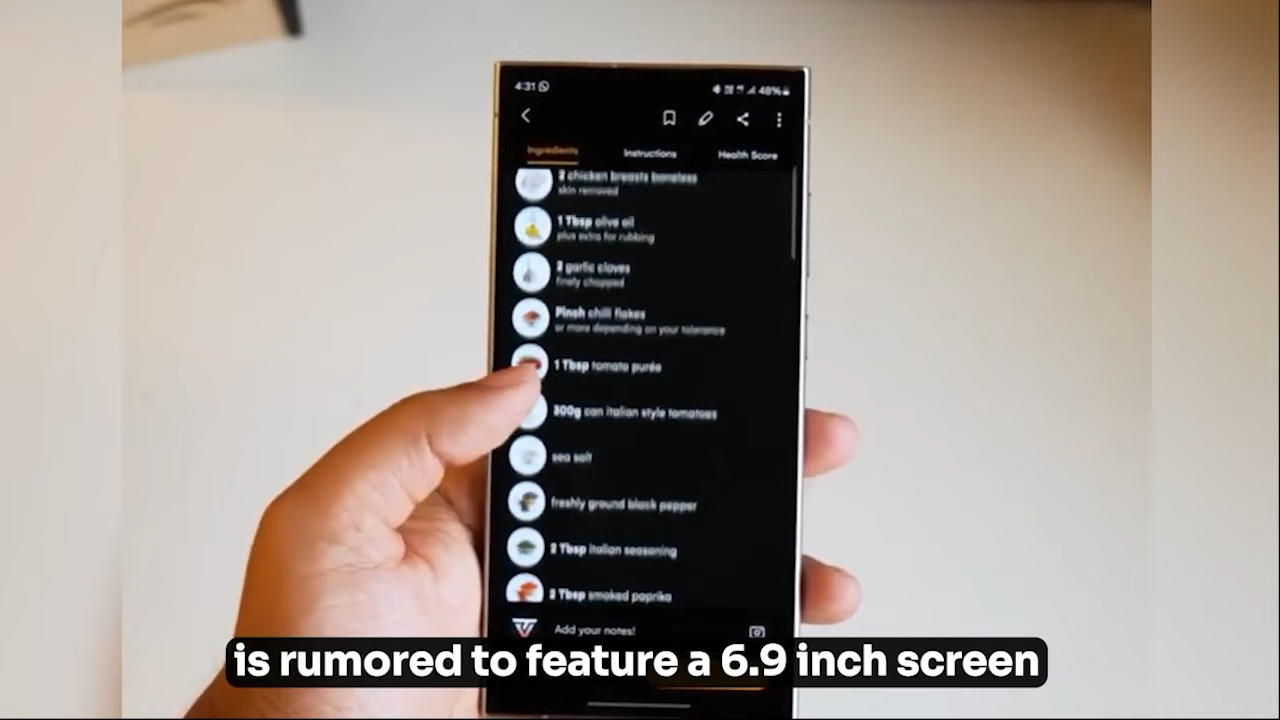 4:31
48%
Ingredients
Instructions
Health Score
2 chicken breasts boneless
skin removed
1 Tbsp olive oil
plus extra for rubbing
2 garlic cloves
finely chopped
Pinch chilli flakes
or more depending on your tolerance
1 Tbsp tomato purée
300g can italian style tomatoes
sea salt
freshly ground black pepper
2 Tbsp italian seasoning
2 Tbsp smoked paprika
Add your notes!
is rumored to feature a 6.9 inch screen